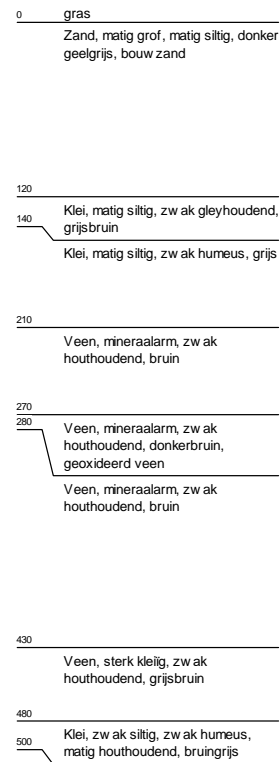 0
gras
Zand, matig grof, matig siltig, donker
geelgrijs, bouw zand
120
Klei, matig siltig, zw ak gleyhoudend,
grijsbruin
140
Klei, matig siltig, zw ak humeus, grijs
210
Veen, mineraalarm, zw ak
houthoudend, bruin
270
Veen, mineraalarm, zw ak
houthoudend, donkerbruin,
geoxideerd veen
280
Veen, mineraalarm, zw ak
houthoudend, bruin
430
Veen, sterk kleiïg, zw ak
houthoudend, grijsbruin
480
Klei, zw ak siltig, zw ak humeus,
matig houthoudend, bruingrijs
500